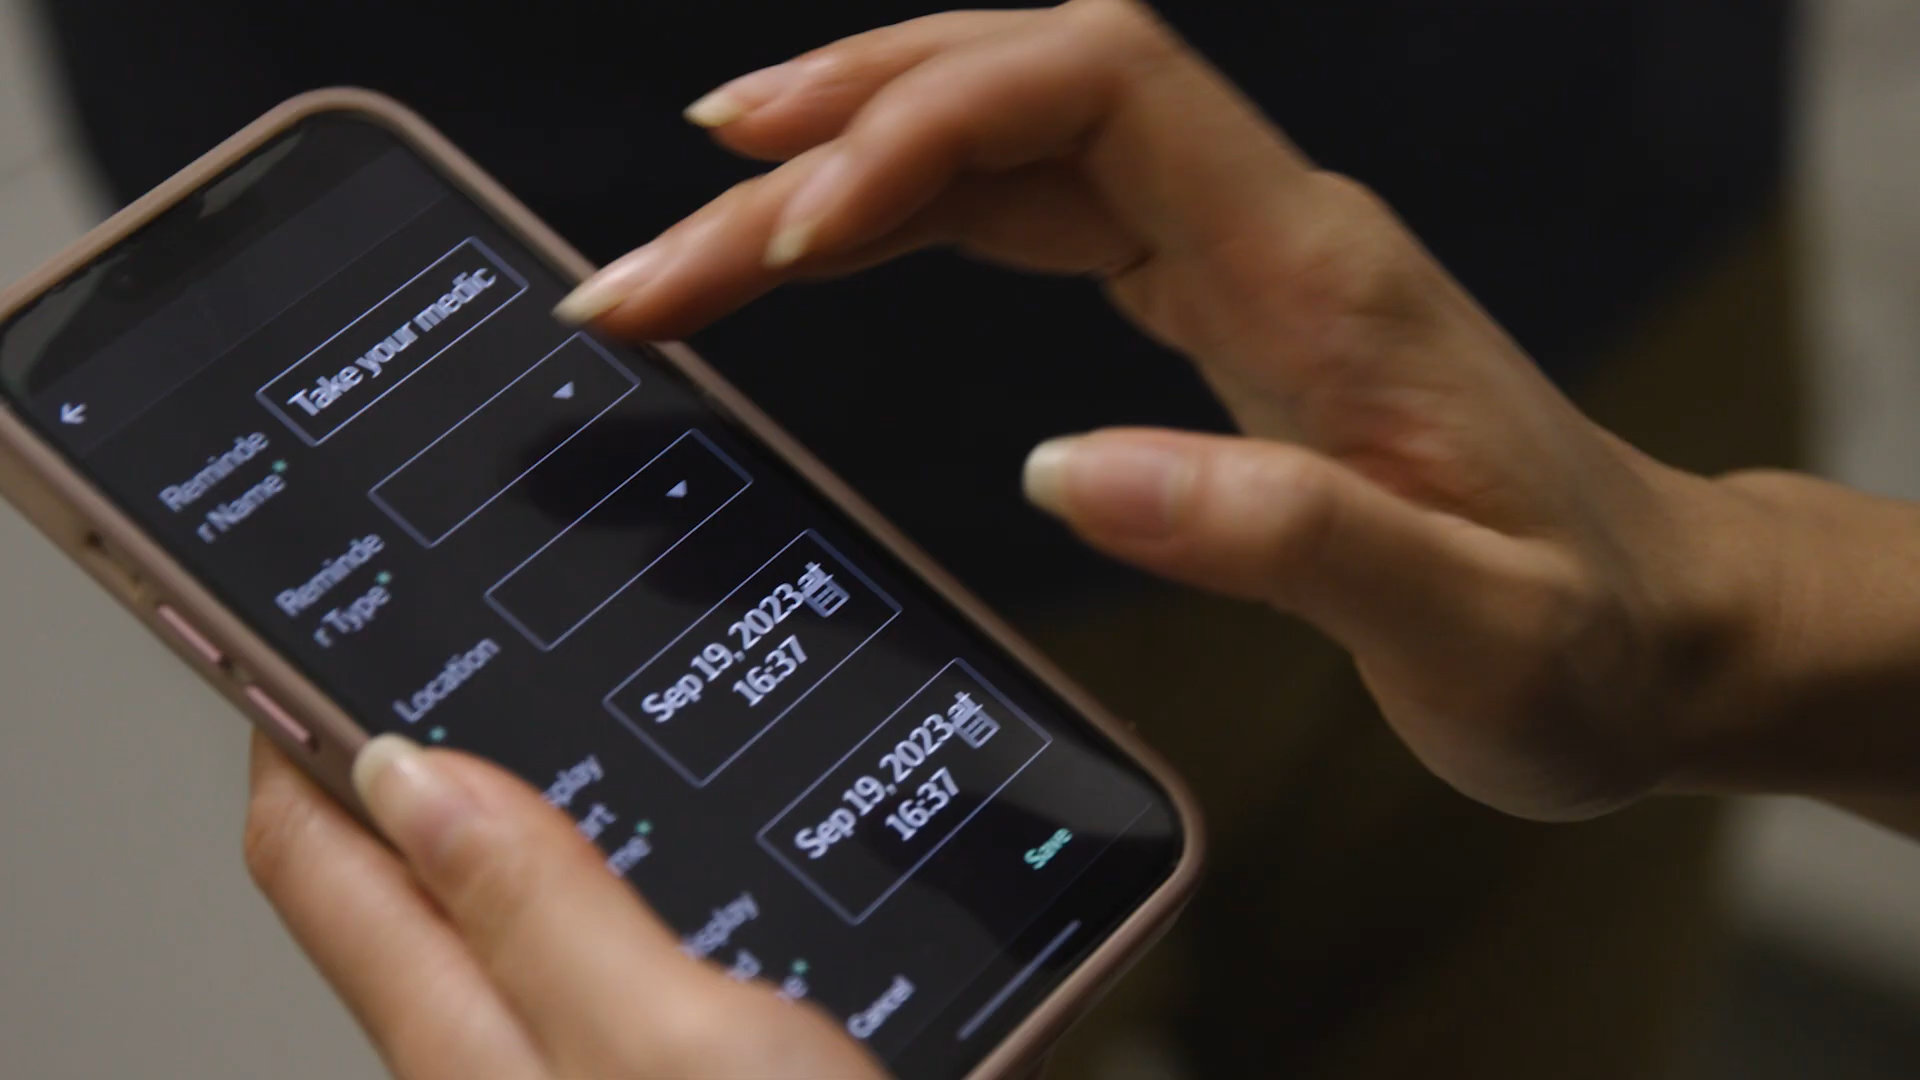 Take your medic
Reminde
r Name*
Reminde
r Type*
Location
*
Sep 19, 2023 at
16:37
Sep 19, 2023 at
16:37
Cancel
Save